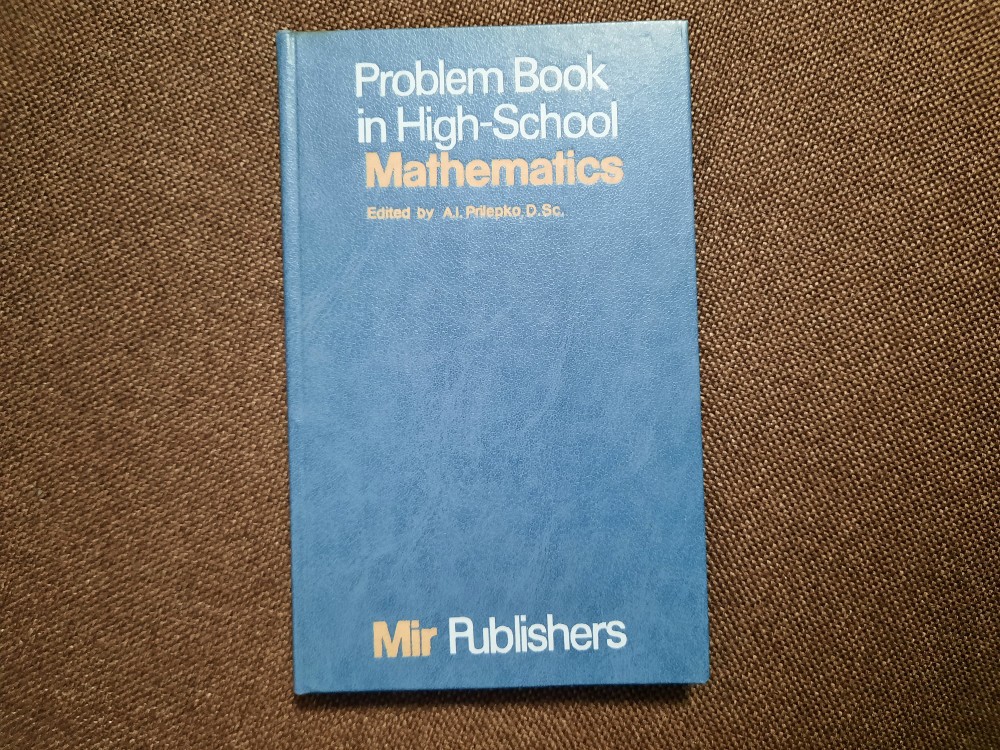 Problem Book
in High-School
Mathematics
Edited by A.I. Prilepko, D.Sc.
Mir Publishers